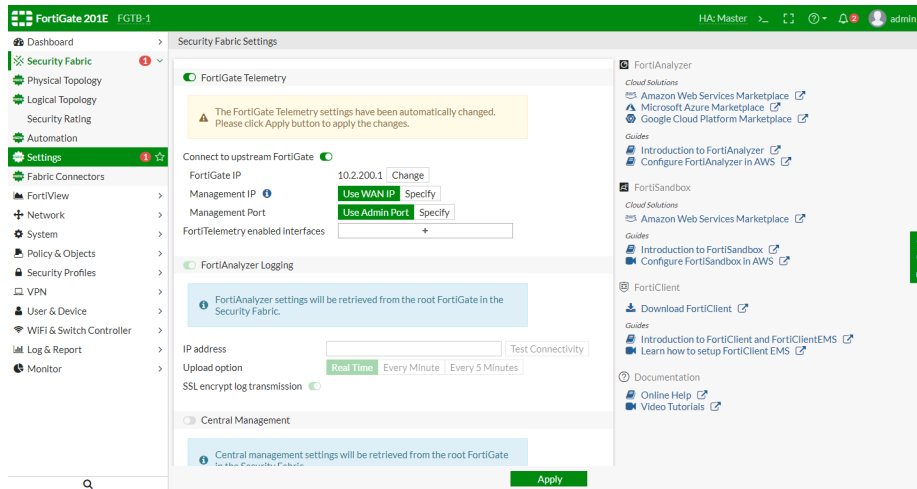 FortiGate 201E FGTB-1
HA: Master >_ 2 admin
Dashboard
Security Fabric 1
Physical Topology
Logical Topology
Security Rating
Automation
Settings 1
Fabric Connectors
FortiView
Network
System
Policy & Objects
Security Profiles
VPN
User & Device
WiFi & Switch Controller
Log & Report
Monitor
Security Fabric Settings
FortiGate Telemetry
The FortiGate Telemetry settings have been automatically changed.
Please click Apply button to apply the changes.
Connect to upstream FortiGate
FortiGate IP 10.2.200.1 Change
Management IP Use WAN IP Specify
Management Port Use Admin Port Specify
FortiTelemetry enabled interfaces +
FortiAnalyzer Logging
FortiAnalyzer settings will be retrieved from the root FortiGate in the
Security Fabric.
IP address Test Connectivity
Upload option Real Time Every Minute Every 5 Minutes
SSL encrypt log transmission
Central Management
Central management settings will be retrieved from the root FortiGate
in the Security Fabric.
Apply
FortiAnalyzer
Cloud Solutions
Amazon Web Services Marketplace
Microsoft Azure Marketplace
Google Cloud Platform Marketplace
Guides
Introduction to FortiAnalyzer
Configure FortiAnalyzer in AWS
FortiSandbox
Cloud Solutions
Amazon Web Services Marketplace
Guides
Introduction to FortiSandbox
Configure FortiSandbox in AWS
FortiClient
Download FortiClient
Guides
Introduction to FortiClient and FortiClientEMS
Learn how to setup FortiClient EMS
Documentation
Online Help
Video Tutorials